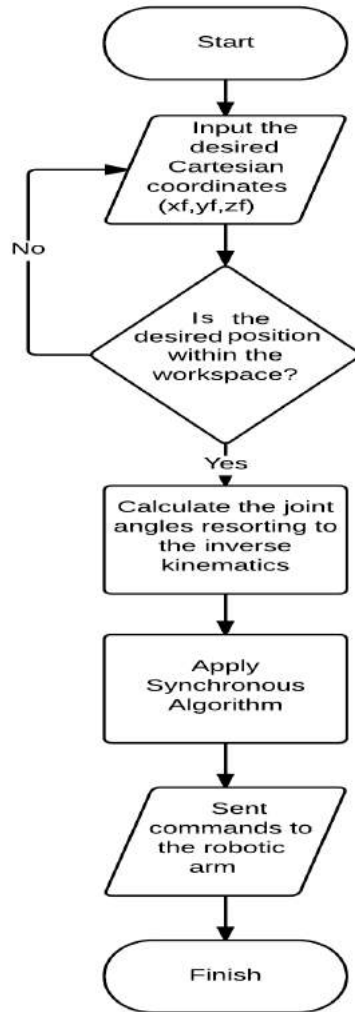 Start
Input the
desired
Cartesian
coordinates
(xf,yf,zf)
No
Is the
desired position
within the
workspace?
Yes
Calculate the joint
angles resorting to
the inverse
kinematics
Apply
Synchronous
Algorithm
Sent
commands to
the robotic
arm
Finish